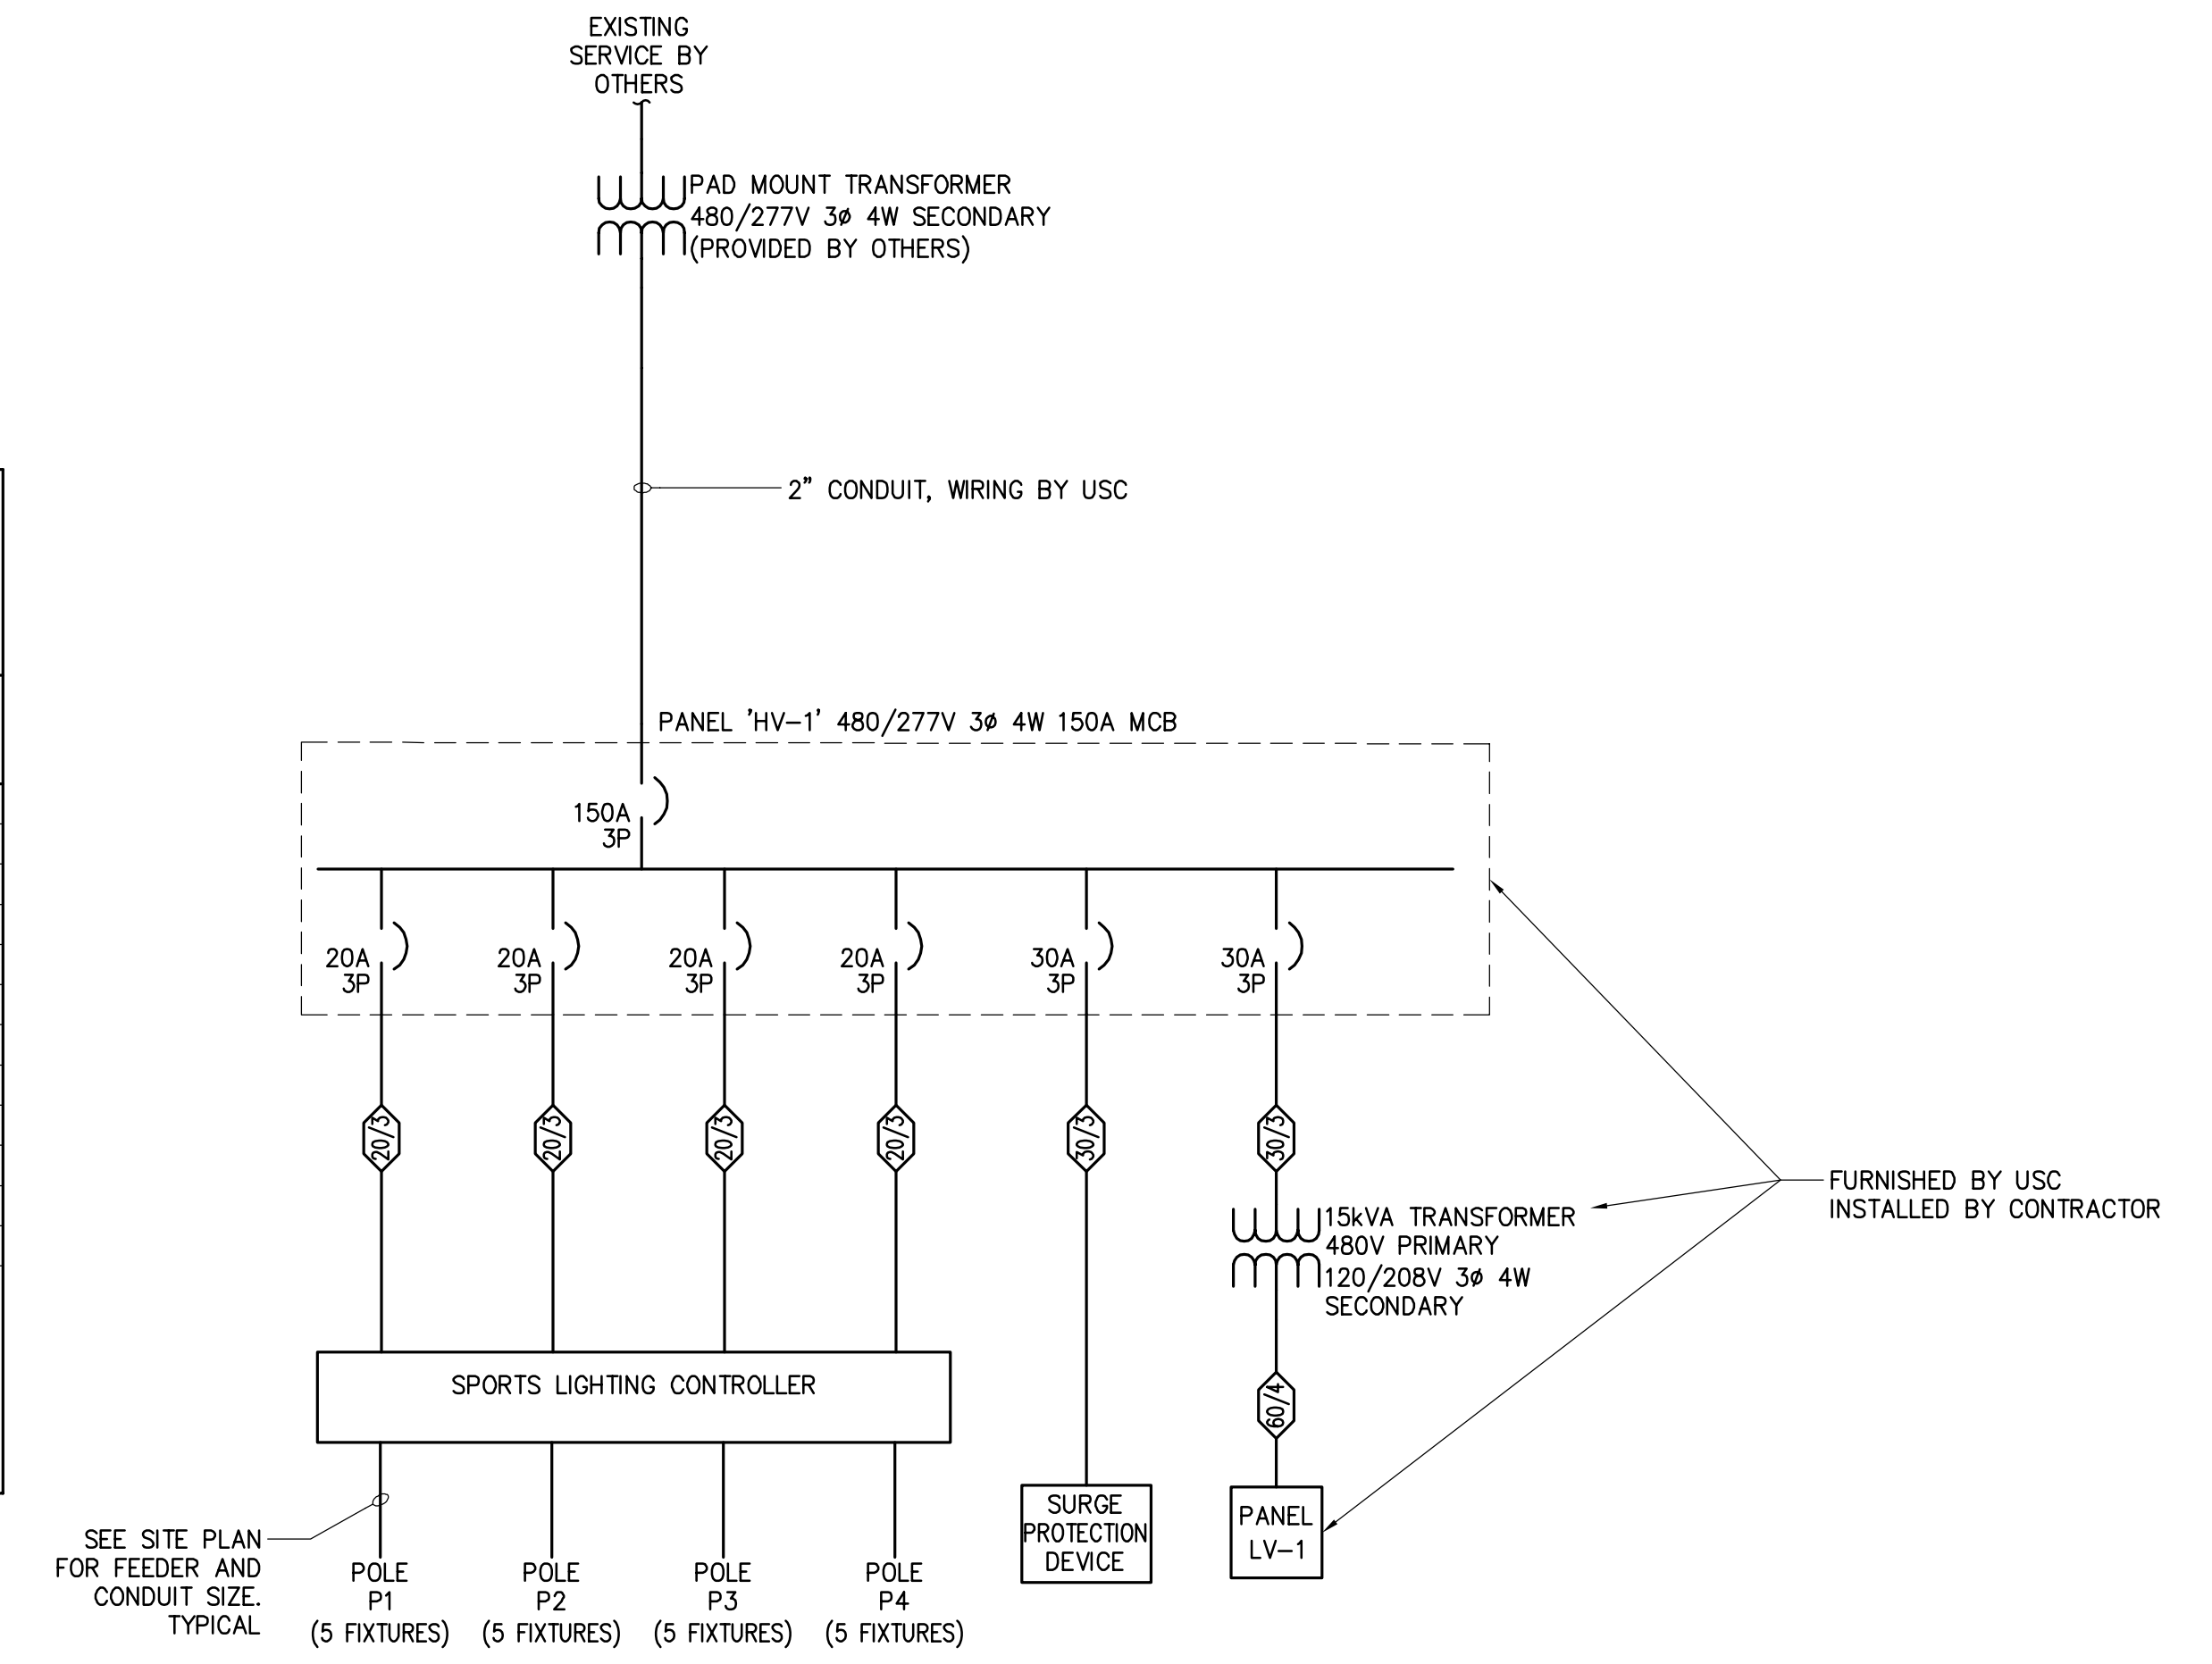 EXISTING
SERVICE BY
OTHERS
PAD MOUNT TRANSFORMER
480/277V 3ø 4W SECONDARY
(PROVIDED BY OTHERS)
2" CONDUIT, WIRING BY USC
PANEL 'HV-1' 480/277V 3ø 4W 150A MCB
150A
3P
20A
3P
20A
3P
20A
3P
20A
3P
30A
3P
30A
3P
20/3
20/3
20/3
20/3
30/3
30/3
FURNISHED BY USC
INSTALLED BY CONTRACTOR
15kVA TRANSFORMER
480V PRIMARY
120/208V 3ø 4W
SECONDARY
SPORTS LIGHTING CONTROLLER
60/4
SURGE
PROTECTION
DEVICE
PANEL
LV-1
SEE SITE PLAN
FOR FEEDER AND
CONDUIT SIZE.
TYPICAL
POLE
P1
(5 FIXTURES)
POLE
P2
(5 FIXTURES)
POLE
P3
(5 FIXTURES)
POLE
P4
(5 FIXTURES)